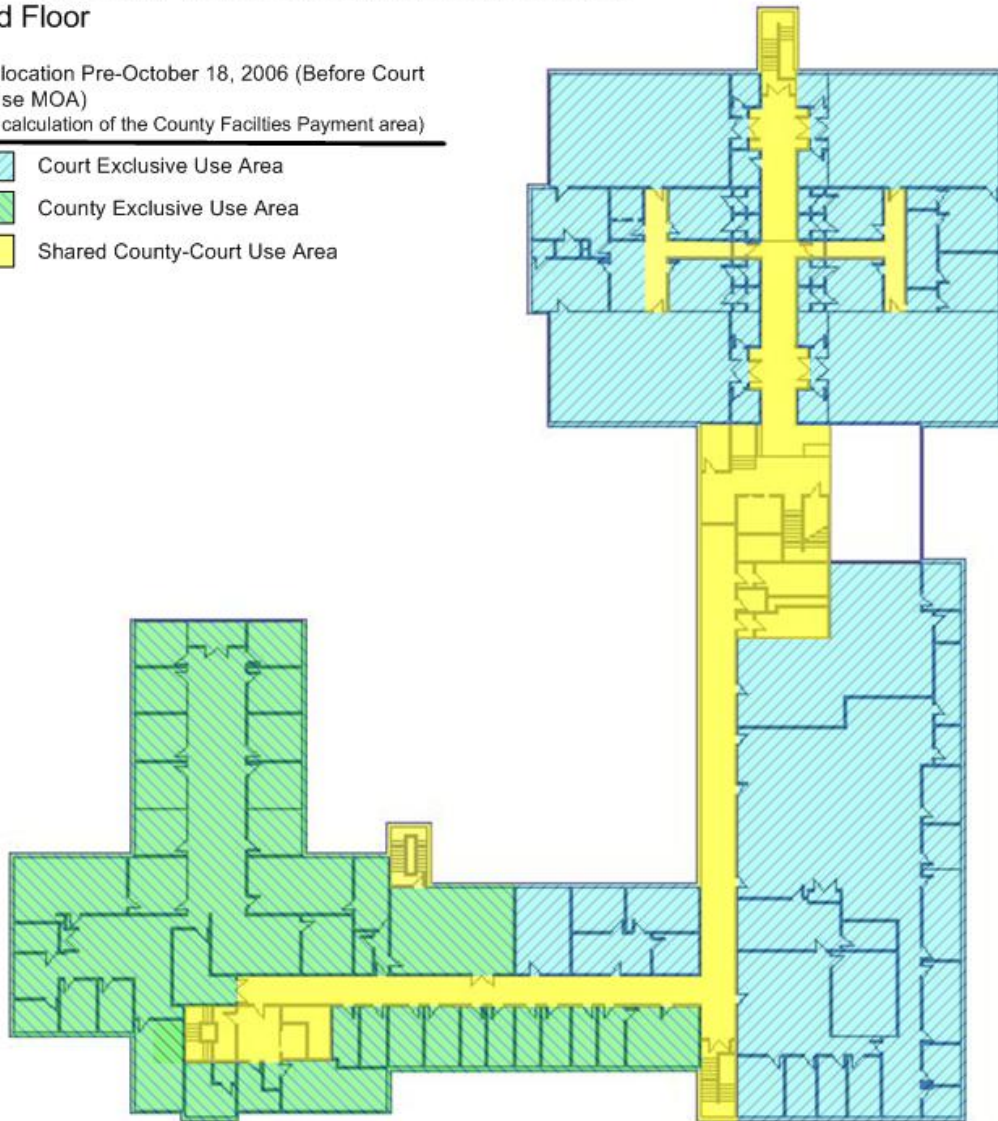 d Floor
location Pre-October 18, 2006 (Before Court
se MOA)
calculation of the County Facilties Payment area)
Court Exclusive Use Area
County Exclusive Use Area
Shared County-Court Use Area